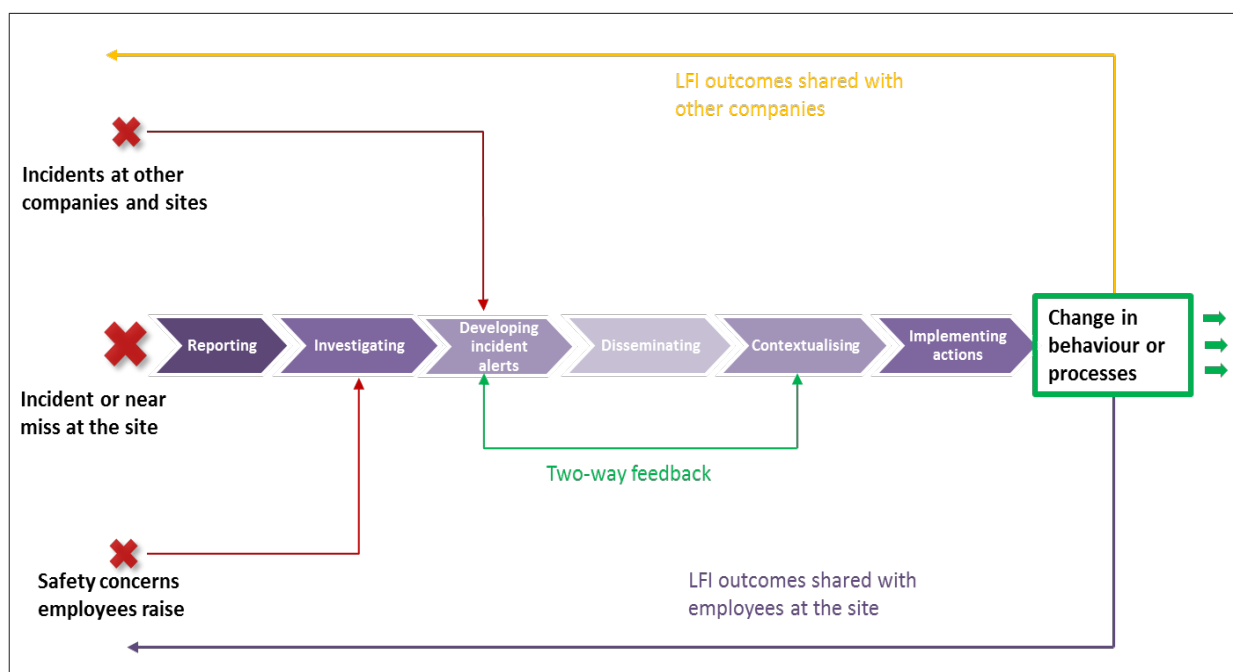 LFI outcomes shared with
other companies
Incidents at other
companies and sites
Reporting
Investigating
Developing
incident
alerts
Disseminating
Contextualising
Implementing
actions
Change in
behaviour or
processes
Incident or near
miss at the site
Two-way feedback
Safety concerns
employees raise
LFI outcomes shared with
employees at the site